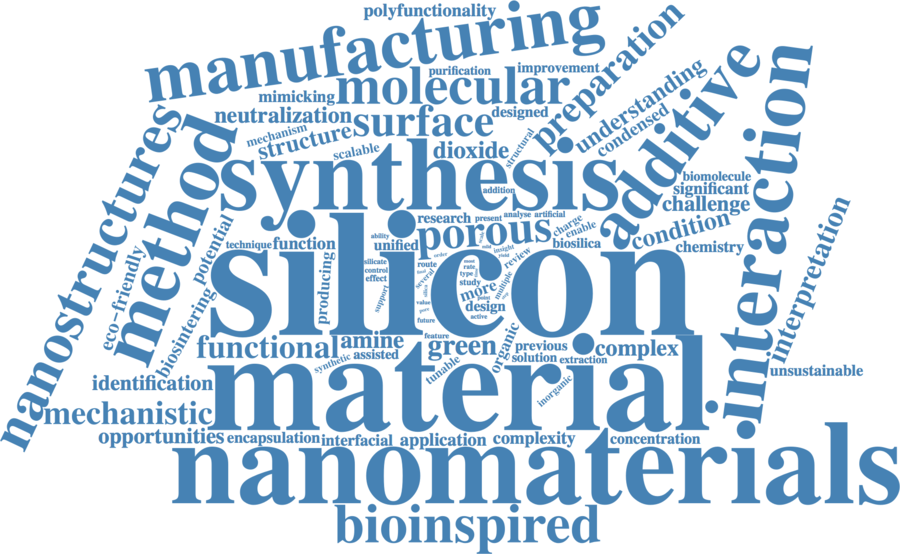 polyfunctionality
manufacturing
purification
improvement
preparation
mimicking
molecular
neutralization
designed
understanding
condensed
additive
interaction
mechanism
structure
surface
scalable
dioxide
structural
nanostructures
method
synthesis
addition
biomolecule
significant
challenge
condition
chemistry
interpretation
research
present
analyse
artificial
charge
enable
biosilica
porous
ability
unified
technique
function
eco-friendly
potential
biosintering
producing
silicon
order
insight
review
silicate
control
effect
support
route
several
value
future
rate
type
study
more
multiple
point
design
active
feature
functional
amine
synthetic
assisted
green
tunable
organic
previous
solution
extraction
complex
inorganic
unsustainable
identification
material
mechanistic
opportunities
encapsulation
interfacial
application
complexity
concentration
nanomaterials
bioinspired